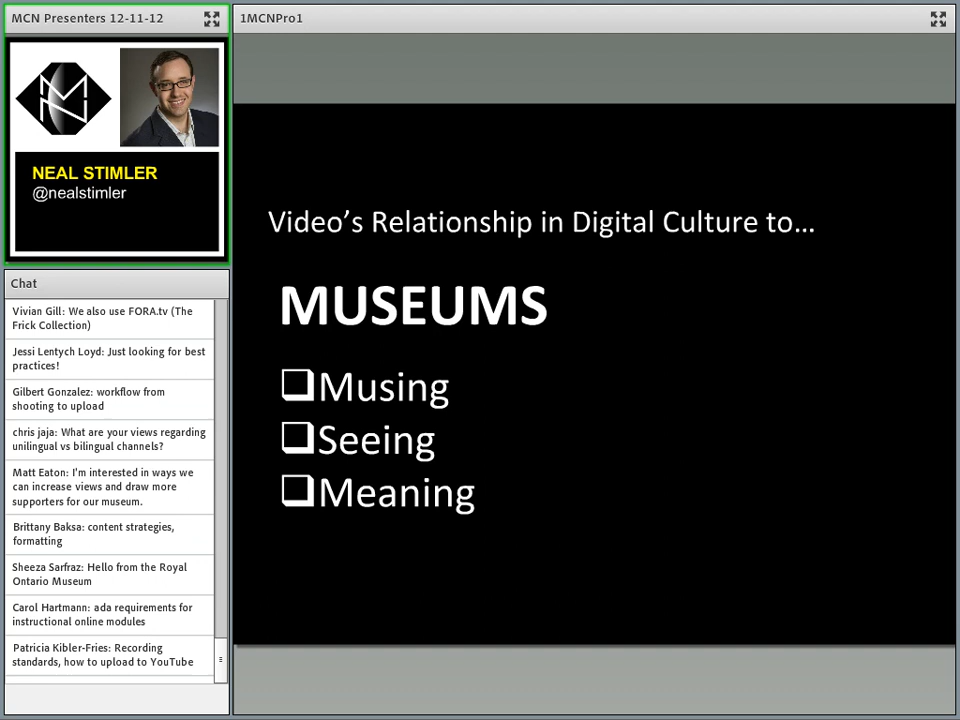 MCN Presenters 12-11-12
NEAL STIMLER
@nealstimler
Chat
Vivian Gill: We also use FORA.tv (The
Frick Collection)
Jessi Lentych Loyd: Just looking for best
practices!
Gilbert Gonzalez: workflow from
shooting to upload
chris jaja: What are your views regarding
unilingual vs bilingual channels?
Matt Eaton: I'm interested in ways we
can increase views and draw more
supporters for our museum.
Brittany Baksa: content strategies,
formatting
Sheeza Sarfraz: Hello from the Royal
Ontario Museum
Carol Hartmann: ada requirements for
instructional online modules
Patricia Kibler-Fries: Recording
standards, how to upload to YouTube
1MCNPro1
Video’s Relationship in Digital Culture to…
MUSEUMS
❑Musing
❑Seeing
❑Meaning